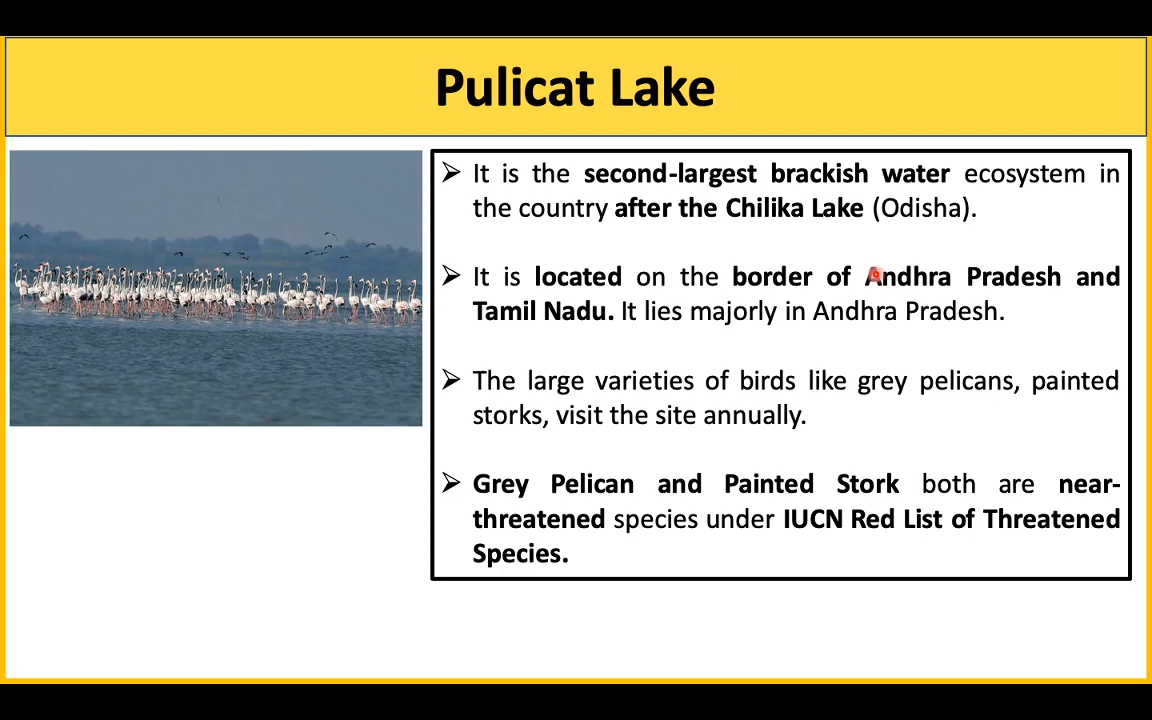 Pulicat Lake
➢ It is the second-largest brackish water ecosystem in
the country after the Chilika Lake (Odisha).
➢ It is located on the border of Andhra Pradesh and
Tamil Nadu. It lies majorly in Andhra Pradesh.
➢ The large varieties of birds like grey pelicans, painted
storks, visit the site annually.
➢ Grey Pelican and Painted Stork both are near-
threatened species under IUCN Red List of Threatened
Species.